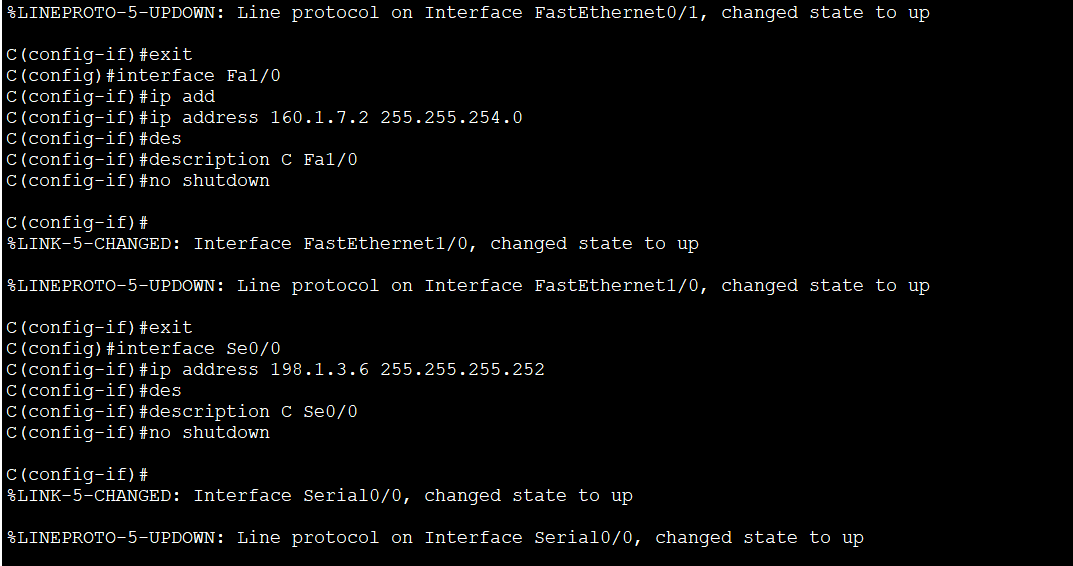 %LINEPROTO-5-UPDOWN: Line protocol on Interface FastEthernet0/1, changed state to up
C(config-if)#exit
C(config)#interface Fa1/0
C(config-if)#ip add
C(config-if)#ip address 160.1.7.2 255.255.254.0
C(config-if)#des
C(config-if)#description C Fa1/0
C(config-if)#no shutdown
C(config-if)#
%LINK-5-CHANGED: Interface FastEthernet1/0, changed state to up
%LINEPROTO-5-UPDOWN: Line protocol on Interface FastEthernet1/0, changed state to up
C(config-if)#exit
C(config)#interface Se0/0
C(config-if)#ip address 198.1.3.6 255.255.255.252
C(config-if)#des
C(config-if)#description C Se0/0
C(config-if)#no shutdown
C(config-if)#
%LINK-5-CHANGED: Interface Serial0/0, changed state to up
%LINEPROTO-5-UPDOWN: Line protocol on Interface Serial0/0, changed state to up